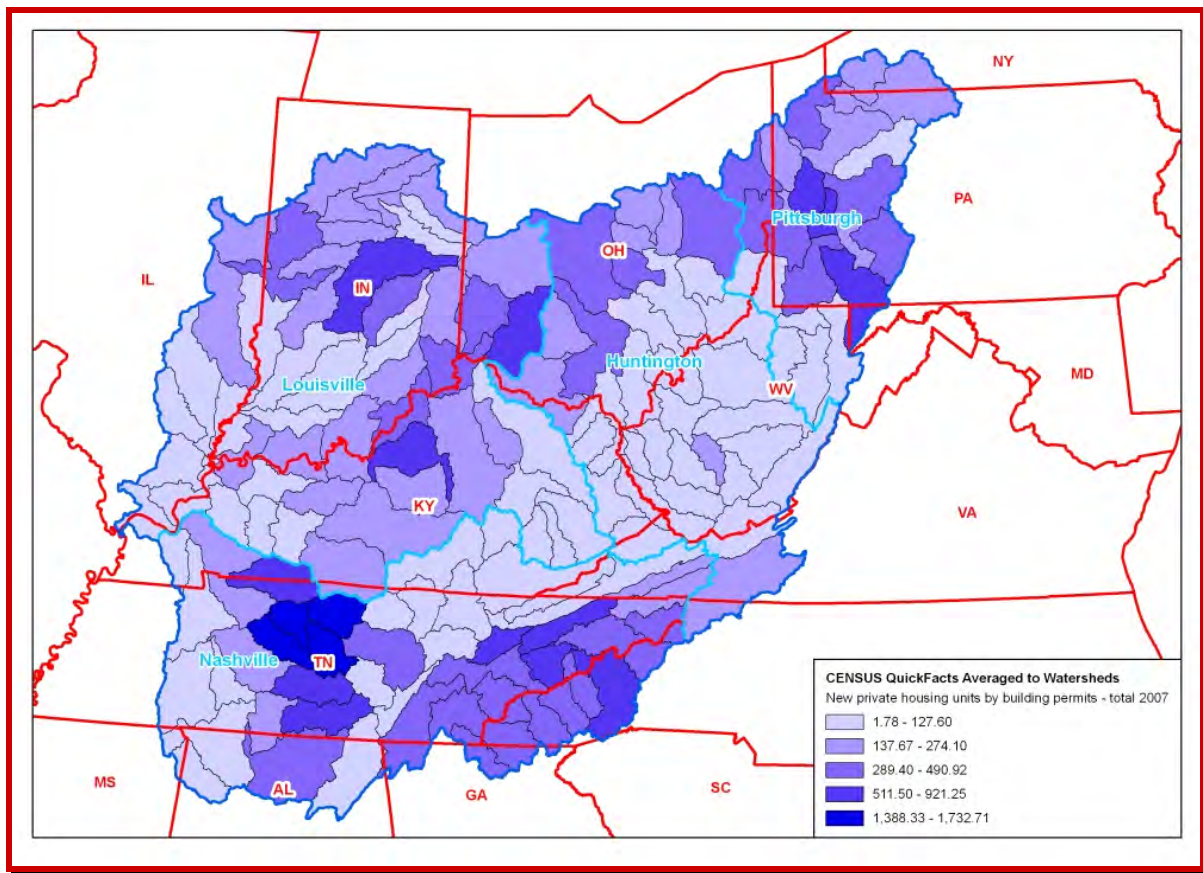 NY
PA
Pittsburgh
OH
IL
IN
MD
Huntington
Louisville
WV
KY
VA
Nashville
TN
MS
AL
GA
SC
CENSUS QuickFacts Averaged to Watersheds
New private housing units by building permits - total 2007
1.78 - 127.60
137.67 - 274.10
289.40 - 490.92
511.50 - 921.25
1,388.33 - 1,732.71